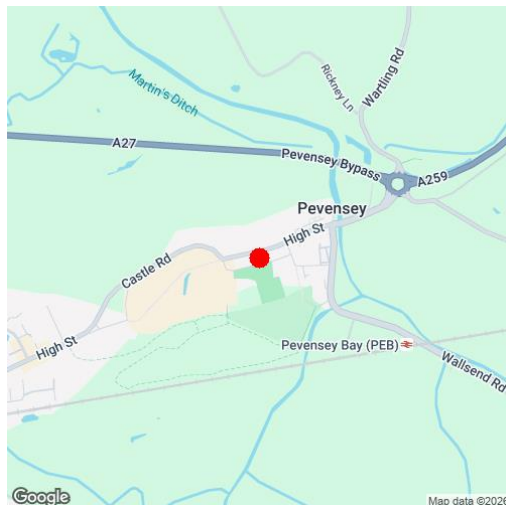 Martin's Ditch
Rickney Ln
Wartling Rd
A27
Pevensey Bypass
A259
Pevensey
High St
Castle Rd
High St
Pevensey Bay (PEB)
Wallsend Rd
Google
Map data ©2026